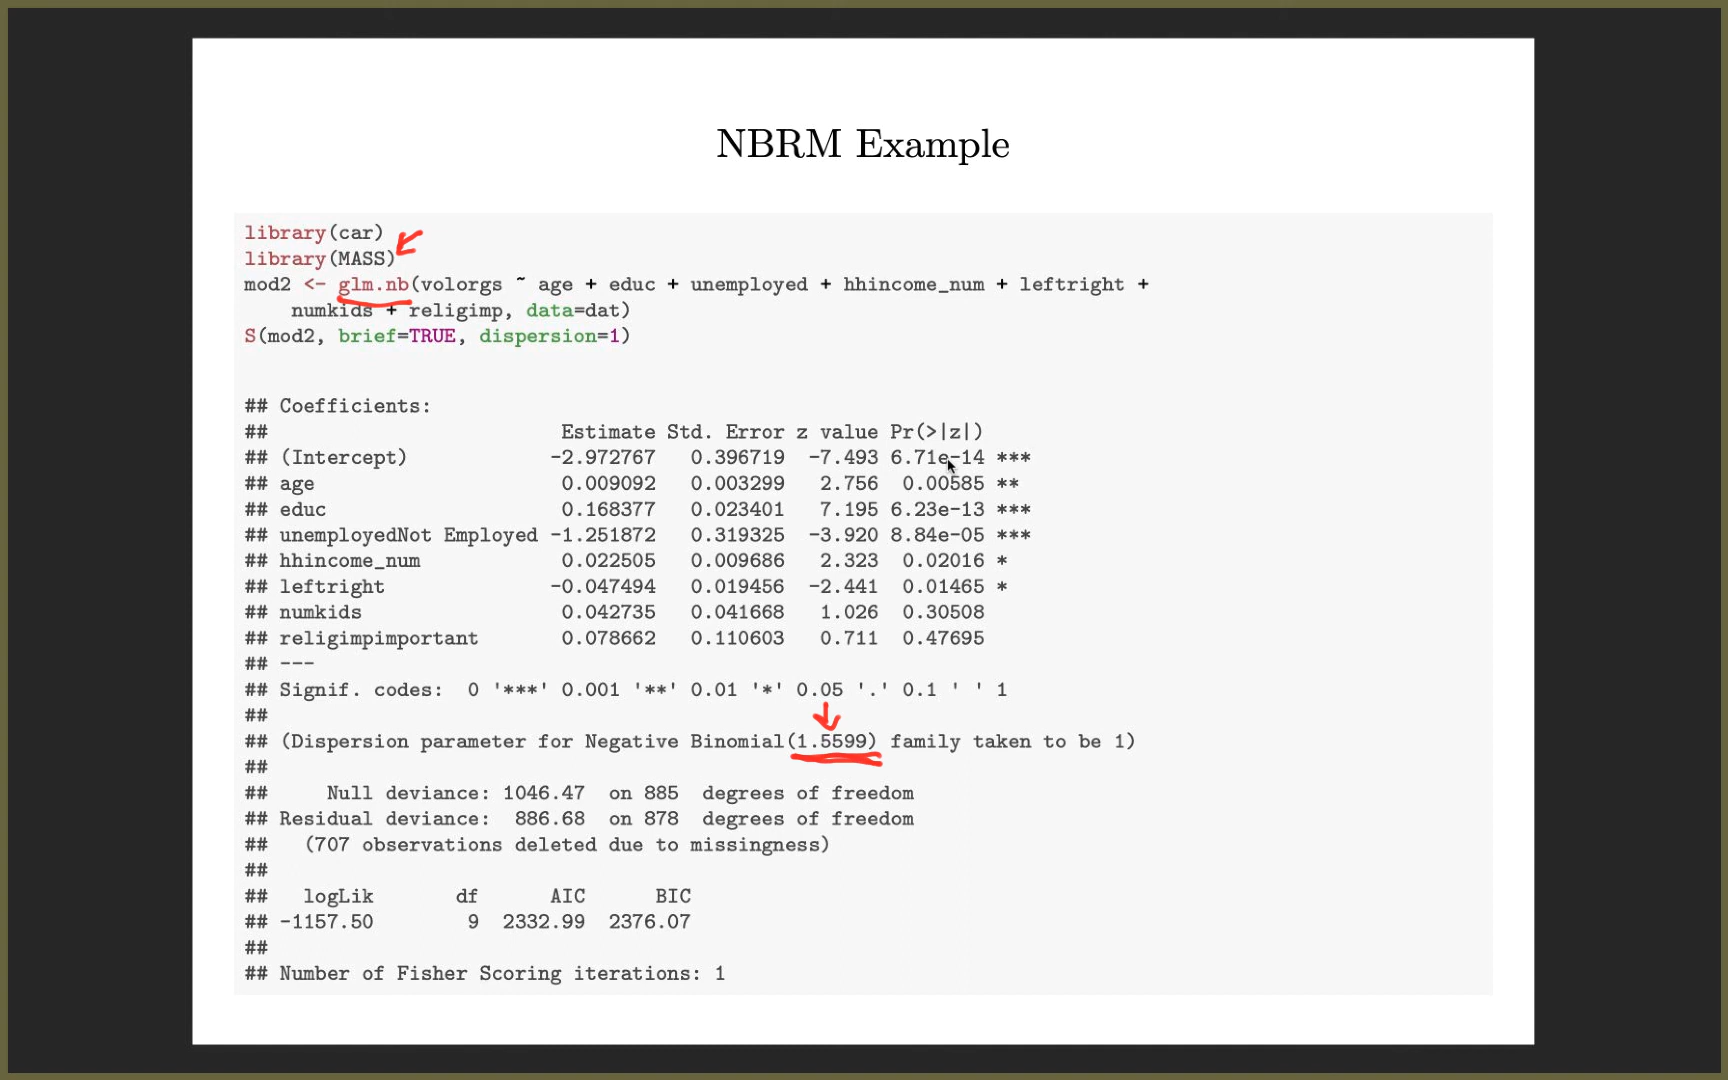 NBRM Example
library(car)
library(MASS)
mod2 <- glm.nb(volorgs ~ age + educ + unemployed + hhincome_num + leftright +
    numkids + religimp, data=dat)
S(mod2, brief=TRUE, dispersion=1)
## Coefficients:
##                         Estimate Std. Error z value Pr(>|z|)
## (Intercept)            -2.972767   0.396719  -7.493 6.71e-14 ***
## age                     0.009092   0.003299   2.756  0.00585 **
## educ                    0.168377   0.023401   7.195 6.23e-13 ***
## unemployedNot Employed -1.251872   0.319325  -3.920 8.84e-05 ***
## hhincome_num            0.022505   0.009686   2.323  0.02016 *
## leftright              -0.047494   0.019456  -2.441  0.01465 *
## numkids                 0.042735   0.041668   1.026  0.30508
## religimpimportant       0.078662   0.110603   0.711  0.47695
## ---
## Signif. codes:  0 '***' 0.001 '**' 0.01 '*' 0.05 '.' 0.1 ' ' 1
##
## (Dispersion parameter for Negative Binomial(1.5599) family taken to be 1)
##
##     Null deviance: 1046.47  on 885  degrees of freedom
## Residual deviance:  886.68  on 878  degrees of freedom
##   (707 observations deleted due to missingness)
##
##   logLik       df      AIC      BIC
## -1157.50        9  2332.99  2376.07
##
## Number of Fisher Scoring iterations: 1